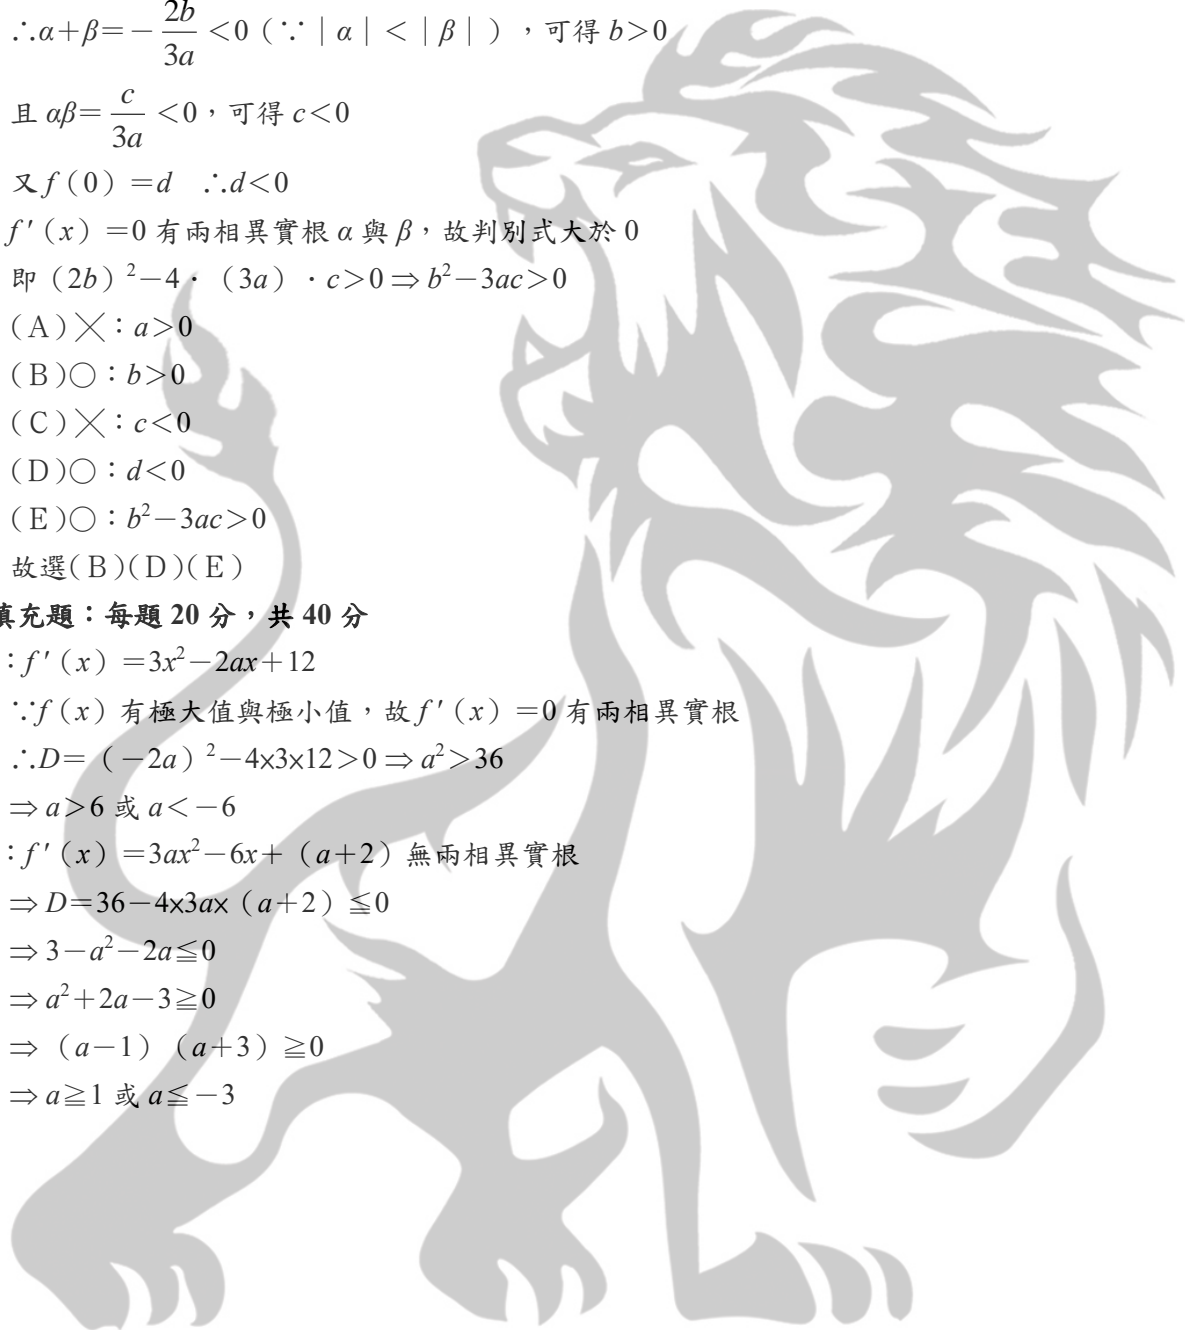 ∴α+β=-2b/3a <0（∵|α|<|β|），可得 b>0
且 αβ=c/3a <0，可得 c<0
又 f（0）=d ∴d<0
f′（x）=0 有兩相異實根 α 與 β，故判別式大於 0
即（2b）²-4．（3a）．c>0⇒b²-3ac>0
(A)╳：a>0
(B)○：b>0
(C)╳：c<0
(D)○：d<0
(E)○：b²-3ac>0
故選(B)(D)(E)
填充題：每題 20 分，共 40 分
：f′（x）=3x²-2ax+12
∵f（x）有極大值與極小值，故 f′（x）=0 有兩相異實根
∴D=（-2a）²-4×3×12>0⇒a²>36
⇒a>6 或 a<-6
：f′（x）=3ax²-6x+（a+2）無兩相異實根
⇒D=36-4×3a×（a+2）≦0
⇒3-a²-2a≦0
⇒a²+2a-3≧0
⇒（a-1）（a+3）≧0
⇒a≧1 或 a≦-3